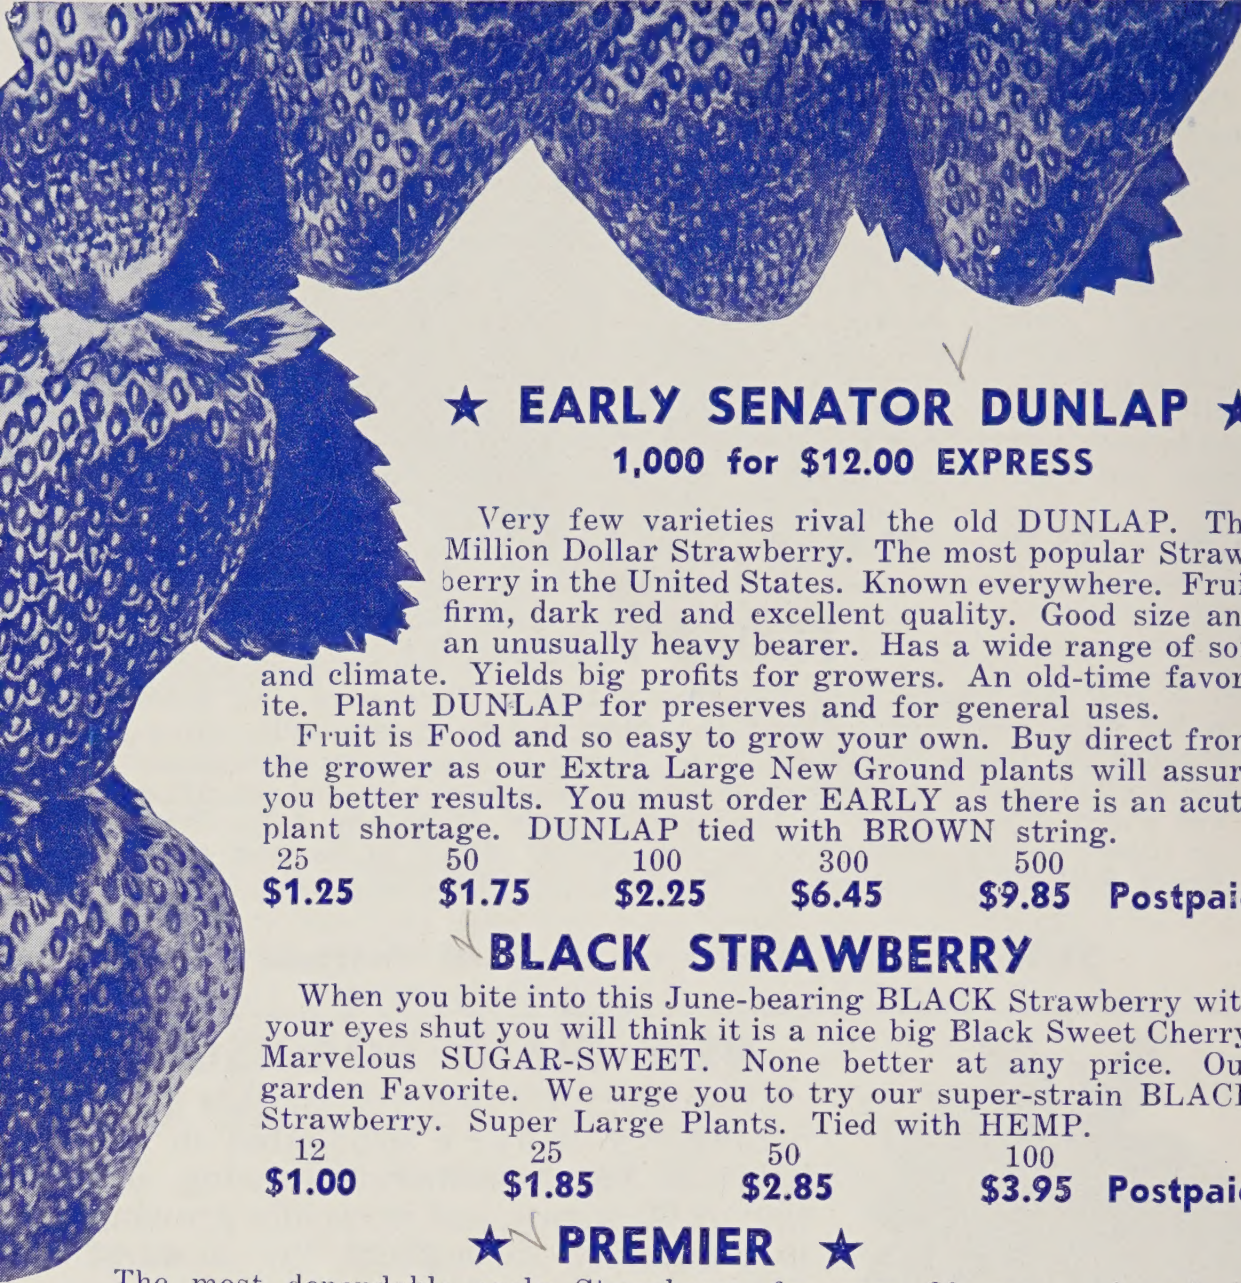 ★ EARLY SENATOR DUNLAP ★
1,000 for $12.00 EXPRESS
Very few varieties rival the old DUNLAP. Th
Million Dollar Strawberry. The most popular Straw
berry in the United States. Known everywhere. Frui
firm, dark red and excellent quality. Good size an
an unusually heavy bearer. Has a wide range of so
and climate. Yields big profits for growers. An old-time favor
ite. Plant DUNLAP for preserves and for general uses.
Fruit is Food and so easy to grow your own. Buy direct fro
the grower as our Extra Large New Ground plants will assur
you better results. You must order EARLY as there is an acut
plant shortage. DUNLAP tied with BROWN string.
25 50 100 300 500
$1.25 $1.75 $2.25 $6.45 $9.85 Postpai
BLACK STRAWBERRY
When you bite into this June-bearing BLACK Strawberry wit
your eyes shut you will think it is a nice big Black Sweet Cherry
Marvelous SUGAR-SWEET. None better at any price. Ou
garden Favorite. We urge you to try our super-strain BLACK
Strawberry. Super Large Plants. Tied with HEMP.
12 25 50 100
$1.00 $1.85 $2.85 $3.95 Postpai
★ PREMIER ★
The most